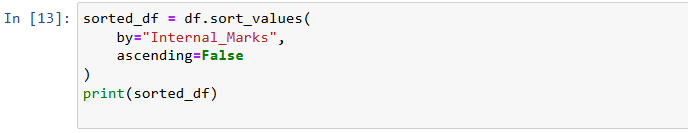 In [13]: sorted_df = df.sort_values(
    by="Internal_Marks",
    ascending=False
)
print(sorted_df)